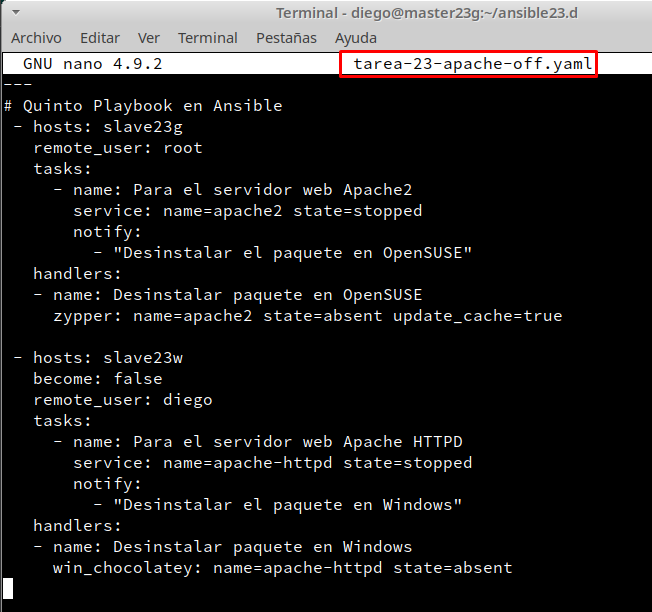 Terminal - diego@master23g:~/ansible23.d
Archivo Editar Ver Terminal Pestañas Ayuda
GNU nano 4.9.2 tarea-23-apache-off.yaml
---
# Quinto Playbook en Ansible
 - hosts: slave23g
   remote_user: root
   tasks:
     - name: Para el servidor web Apache2
       service: name=apache2 state=stopped
       notify:
         - "Desinstalar el paquete en OpenSUSE"
   handlers:
   - name: Desinstalar paquete en OpenSUSE
     zypper: name=apache2 state=absent update_cache=true

 - hosts: slave23w
   become: false
   remote_user: diego
   tasks:
     - name: Para el servidor web Apache HTTPD
       service: name=apache-httpd state=stopped
       notify:
         - "Desinstalar el paquete en Windows"
   handlers:
   - name: Desinstalar paquete en Windows
     win_chocolatey: name=apache-httpd state=absent